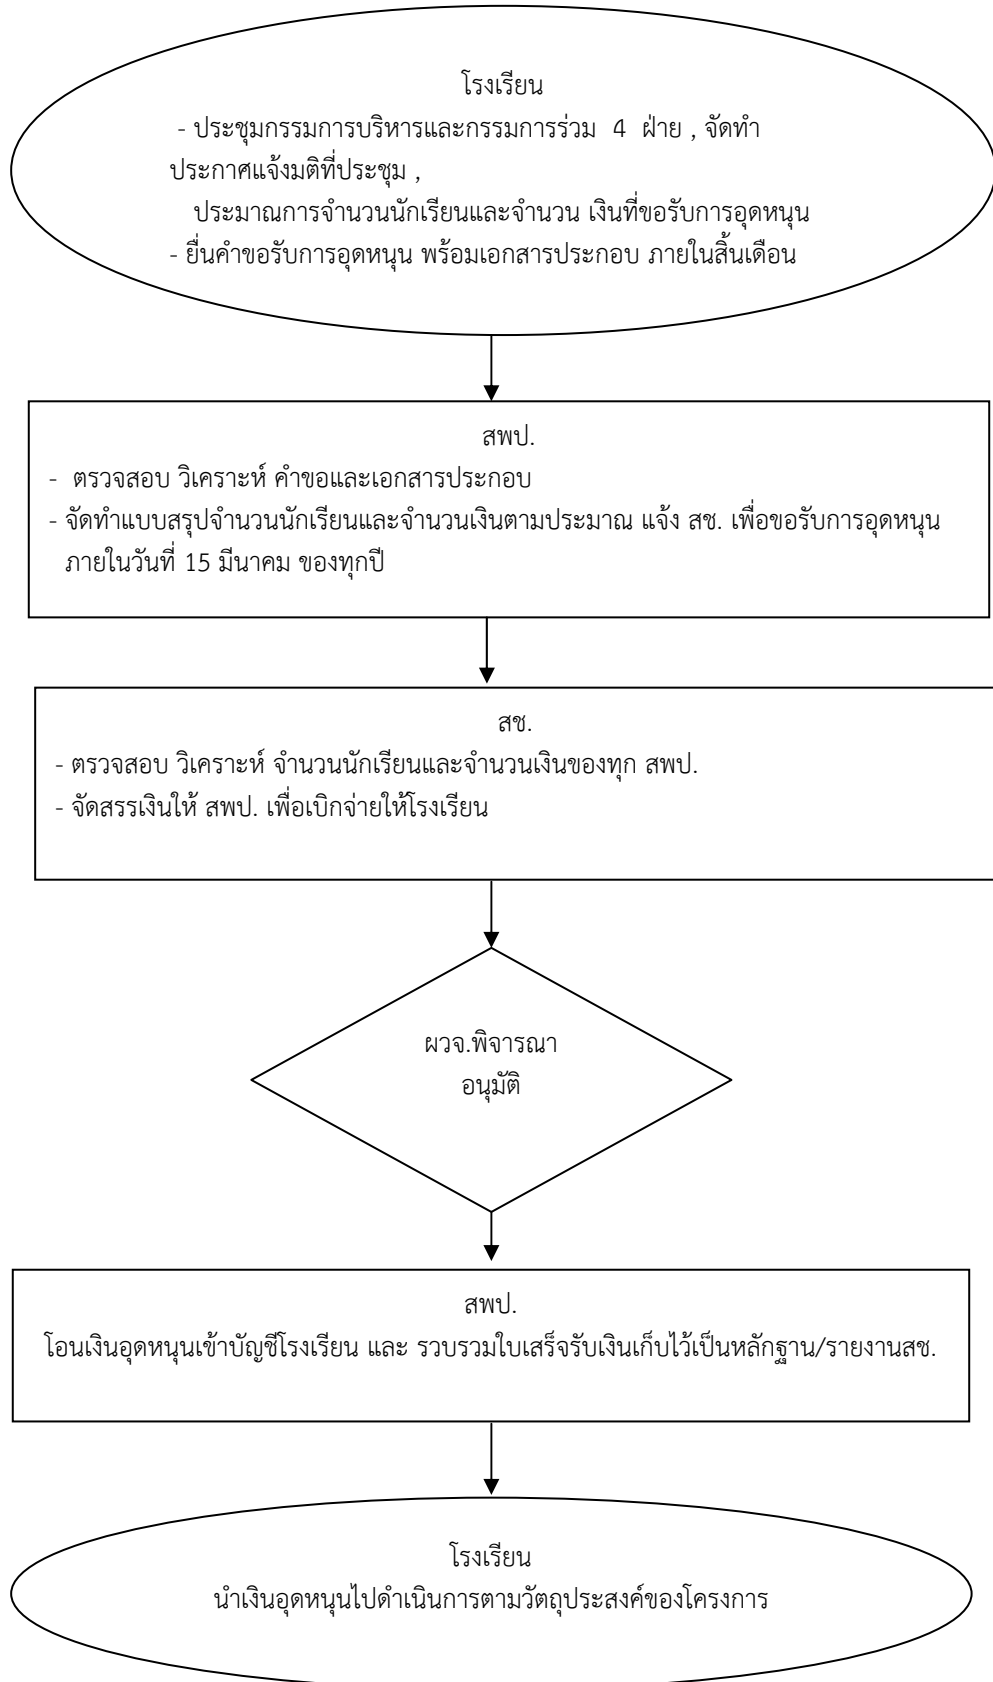 โรงเรียน
- ประชุมกรรมการบริหารและกรรมการร่วม 4 ฝ่าย , จัดทำ
ประกาศแจ้งมติที่ประชุม ,
ประมาณการจำนวนนักเรียนและจำนวน เงินที่ขอรับการอุดหนุน
- ยื่นคำขอรับการอุดหนุน พร้อมเอกสารประกอบ ภายในสิ้นเดือน
สพป.
- ตรวจสอบ วิเคราะห์ คำขอและเอกสารประกอบ
- จัดทำแบบสรุปจำนวนนักเรียนและจำนวนเงินตามประมาณ แจ้ง สช. เพื่อขอรับการอุดหนุน
ภายในวันที่ 15 มีนาคม ของทุกปี
สช.
- ตรวจสอบ วิเคราะห์ จำนวนนักเรียนและจำนวนเงินของทุก สพป.
- จัดสรรเงินให้ สพป. เพื่อเบิกจ่ายให้โรงเรียน
ผวจ.พิจารณา
อนุมัติ
สพป.
โอนเงินอุดหนุนเข้าบัญชีโรงเรียน และ รวบรวมใบเสร็จรับเงินเก็บไว้เป็นหลักฐาน/รายงานสช.
โรงเรียน
นำเงินอุดหนุนไปดำเนินการตามวัตถุประสงค์ของโครงการ